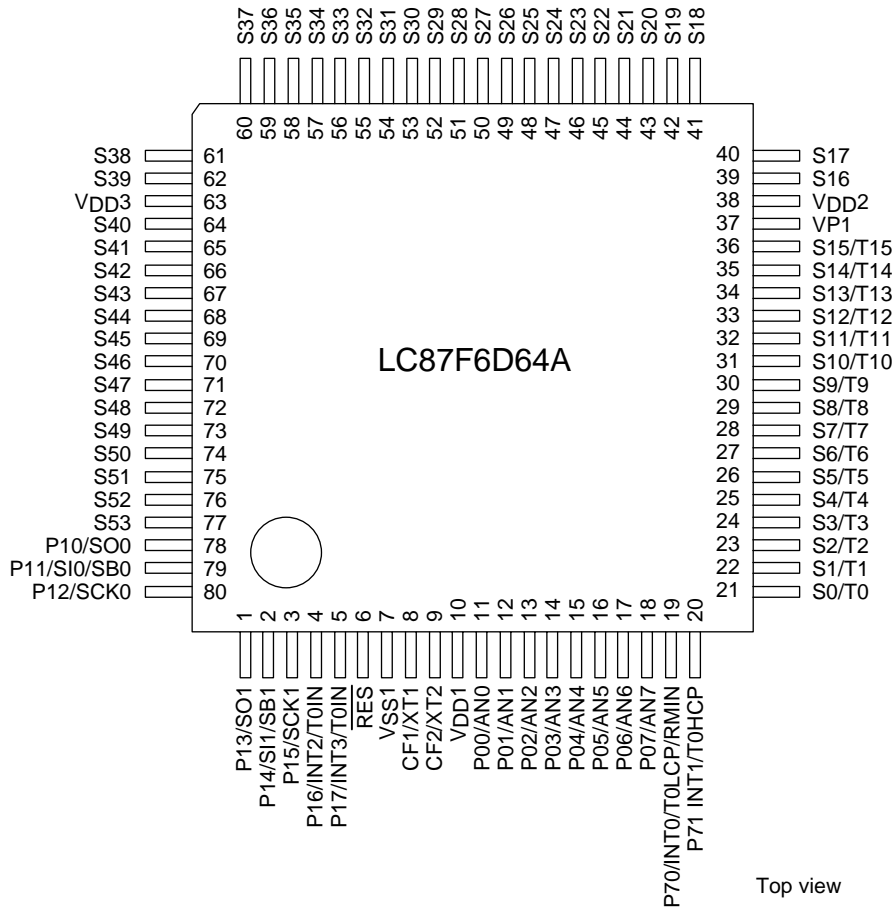 S37 S36 S35 S34 S33 S32 S31 S30 S29 S28 S27 S26 S25 S24 S23 S22 S21 S20 S19 S18
60 59 58 57 56 55 54 53 52 51 50 49 48 47 46 45 44 43 42 41
S38 61
S39 62
VDD3 63
S40 64
S41 65
S42 66
S43 67
S44 68
S45 69
S46 70
S47 71
S48 72
S49 73
S50 74
S51 75
S52 76
S53 77
P10/SO0 78
P11/SI0/SB0 79
P12/SCK0 80
LC87F6D64A
40 S17
39 S16
38 VDD2
37 VP1
36 S15/T15
35 S14/T14
34 S13/T13
33 S12/T12
32 S11/T11
31 S10/T10
30 S9/T9
29 S8/T8
28 S7/T7
27 S6/T6
26 S5/T5
25 S4/T4
24 S3/T3
23 S2/T2
22 S1/T1
21 S0/T0
1 2 3 4 5 6 7 8 9 10 11 12 13 14 15 16 17 18 19 20
P13/SO1
P14/SI1/SB1
P15/SCK1
P16/INT2/T0IN
P17/INT3/T0IN
RES
VSS1
CF1/XT1
CF2/XT2
VDD1
P00/AN0
P01/AN1
P02/AN2
P03/AN3
P04/AN4
P05/AN5
P06/AN6
P07/AN7
P70/INT0/T0LCP/RMIN
P71 INT1/T0HCP
Top view